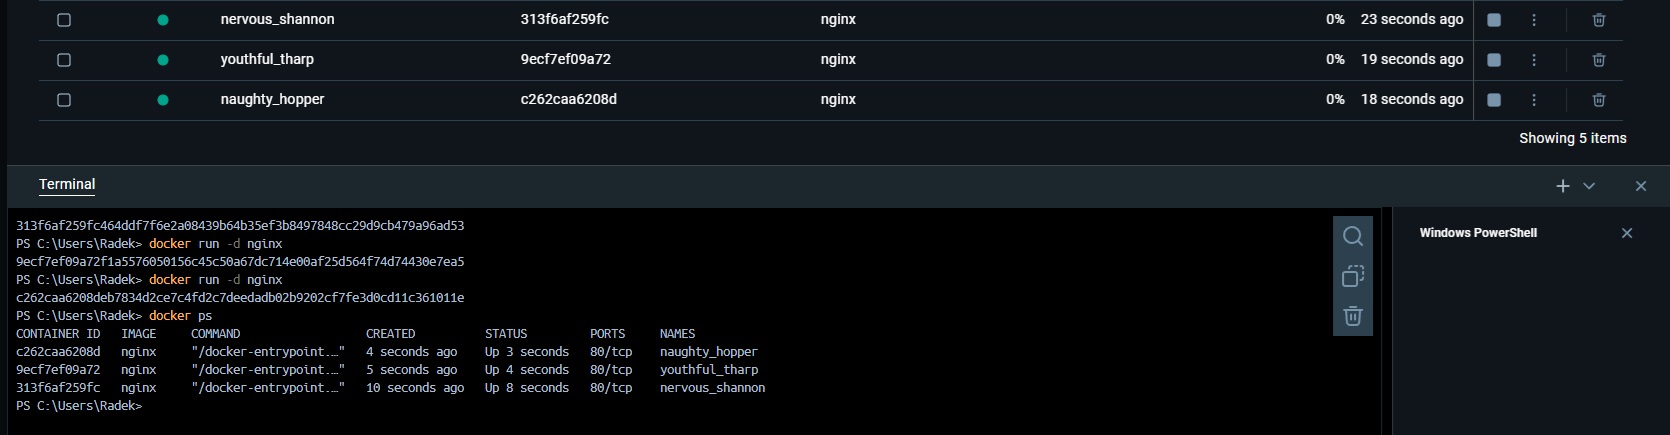 nervous_shannon 313f6af259fc nginx 0% 23 seconds ago
youthful_tharp 9ecf7ef09a72 nginx 0% 19 seconds ago
naughty_hopper c262caa6208d nginx 0% 18 seconds ago
Showing 5 items
Terminal
313f6af259fc464ddf7f6e2a08439b64b35ef3b8497848cc29d9cb479a96ad53
PS C:\Users\Radek> docker run -d nginx
9ecf7ef09a72f1a5576050156c45c50a67dc714e00af25d564f74d74430e7ea5
PS C:\Users\Radek> docker run -d nginx
c262caa6208deb7834d2ce7c4fd2c7deedadb02b9202cf7fe3d0cd11c361011e
PS C:\Users\Radek> docker ps
CONTAINER ID IMAGE COMMAND CREATED STATUS PORTS NAMES
c262caa6208d nginx "/docker-entrypoint.…" 4 seconds ago Up 3 seconds 80/tcp naughty_hopper
9ecf7ef09a72 nginx "/docker-entrypoint.…" 5 seconds ago Up 4 seconds 80/tcp youthful_tharp
313f6af259fc nginx "/docker-entrypoint.…" 10 seconds ago Up 8 seconds 80/tcp nervous_shannon
PS C:\Users\Radek>
Windows PowerShell